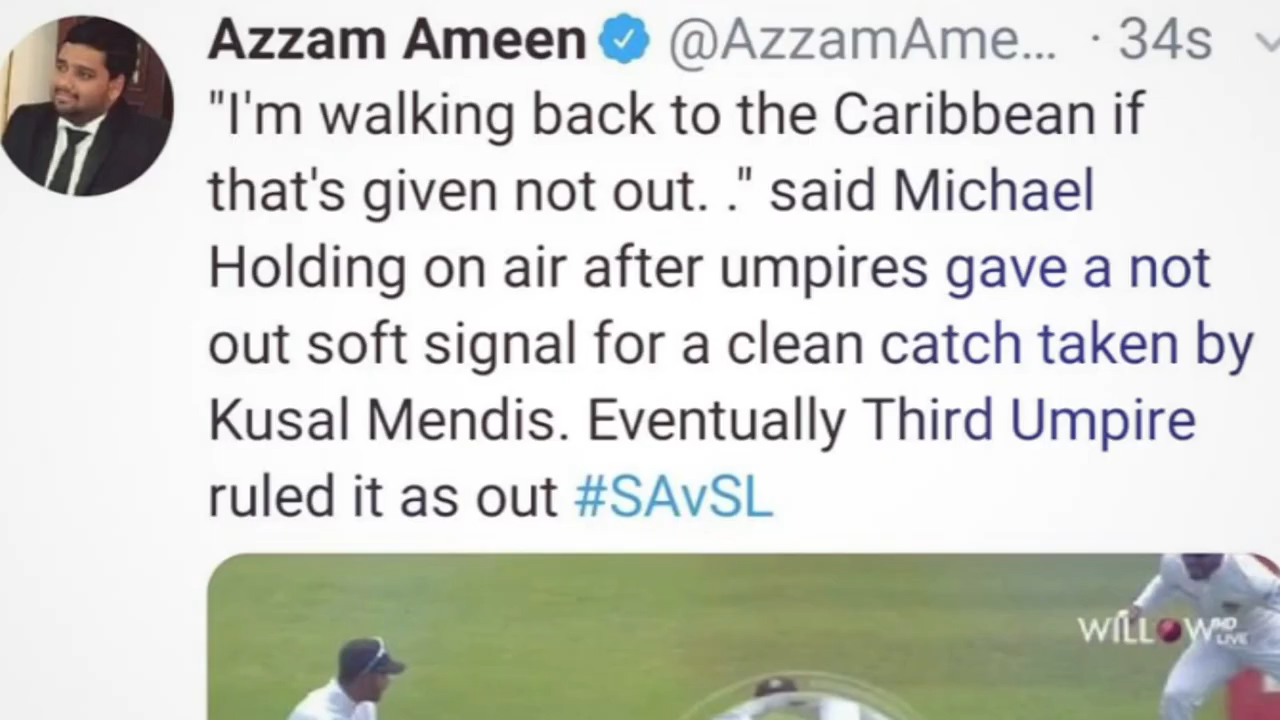 Azzam Ameen @AzzamAme... · 34s
"I'm walking back to the Caribbean if
that's given not out. ." said Michael
Holding on air after umpires gave a not
out soft signal for a clean catch taken by
Kusal Mendis. Eventually Third Umpire
ruled it as out #SAvSL
WILLOW HD
LIVE